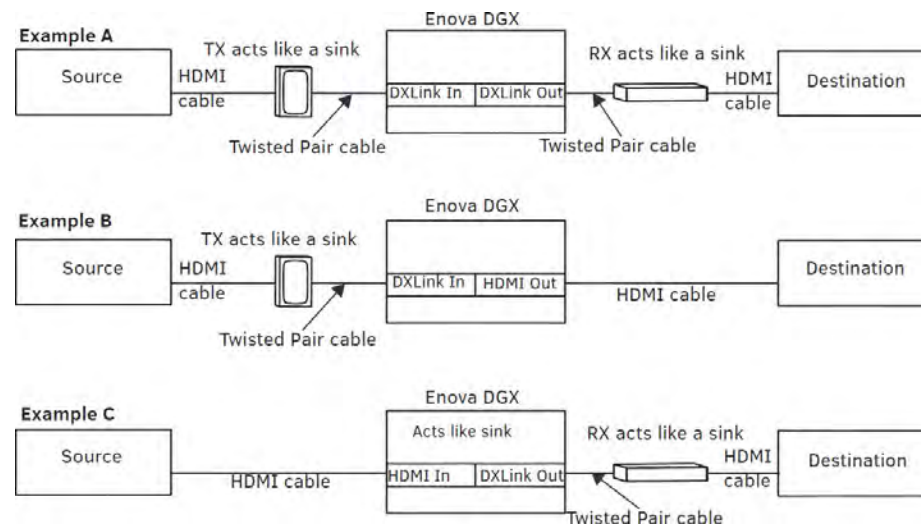 Enova DGX
Example A
TX acts like a sink
RX acts like a sink
Source
HDMI
cable
DXLink In
DXLink Out
HDMI
cable
Destination
Twisted Pair cable
Twisted Pair cable
Enova DGX
Example B
TX acts like a sink
Source
HDMI
cable
DXLink In
HDMI Out
Destination
HDMI cable
Twisted Pair cable
Enova DGX
Example C
Acts like sink
RX acts like a sink
Source
HDMI
cable
Destination
HDMI cable
HDMI In
DXLink Out
Twisted Pair cable